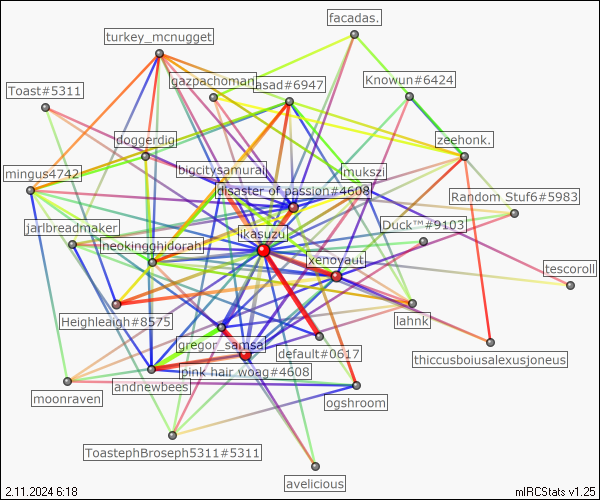 facadas.
turkey_mcnugget
gazpachoman
asad#6947
Knowun#6424
Toast#5311
doggerdig
zeehonk.
mingus4742
bigcitysamurai
mukszi
disaster of passion#4608
Random Stuf6#5983
jarlbreadmaker
ikasuzu
Duck™#9103
neokingghidorah
xenoyaut
tescoroll
Heighleaigh#8575
lahnk
gregor_samsa
default#0617
thiccusboiusalexusjoneus
pink hair woag#4608
andnewbees
moonraven
ogshroom
ToastephBroseph5311#5311
avelicious
2.11.2024 6:18
mIRCStats v1.25